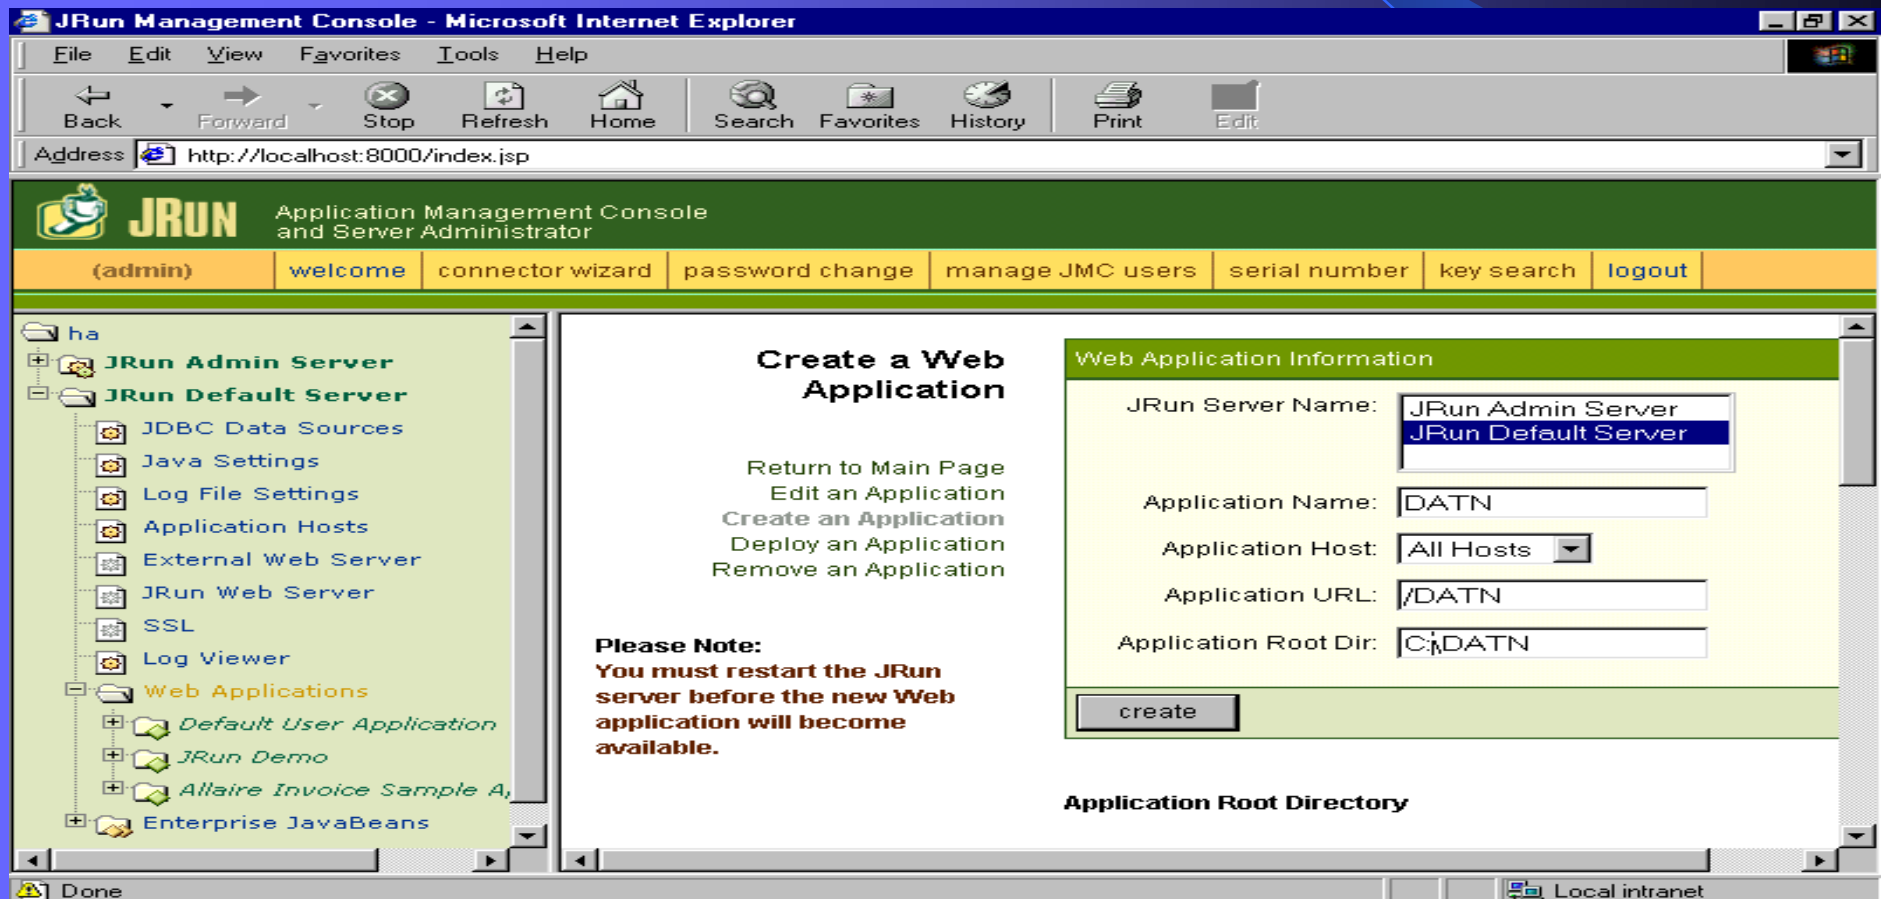 JRun Management Console - Microsoft Internet Explorer
File Edit View Favorites Tools Help
Back Forward Stop Refresh Home Search Favorites History Print Edit
Address http://localhost:8000/index.jsp
JRUN
Application Management Console
and Server Administrator
(admin) welcome connector wizard password change manage JMC users serial number key search logout
ha
JRun Admin Server
JRun Default Server
JDBC Data Sources
Java Settings
Log File Settings
Application Hosts
External Web Server
JRun Web Server
SSL
Log Viewer
Web Applications
Default User Application
JRun Demo
Allaire Invoice Sample A
Enterprise JavaBeans
Create a Web
Application
Return to Main Page
Edit an Application
Create an Application
Deploy an Application
Remove an Application
Please Note:
You must restart the JRun
server before the new Web
application will become
available.
Web Application Information
JRun Server Name: JRun Admin Server
JRun Default Server
Application Name: DATN
Application Host: All Hosts
Application URL: /DATN
Application Root Dir: C:\DATN
create
Application Root Directory
Done
Local intranet